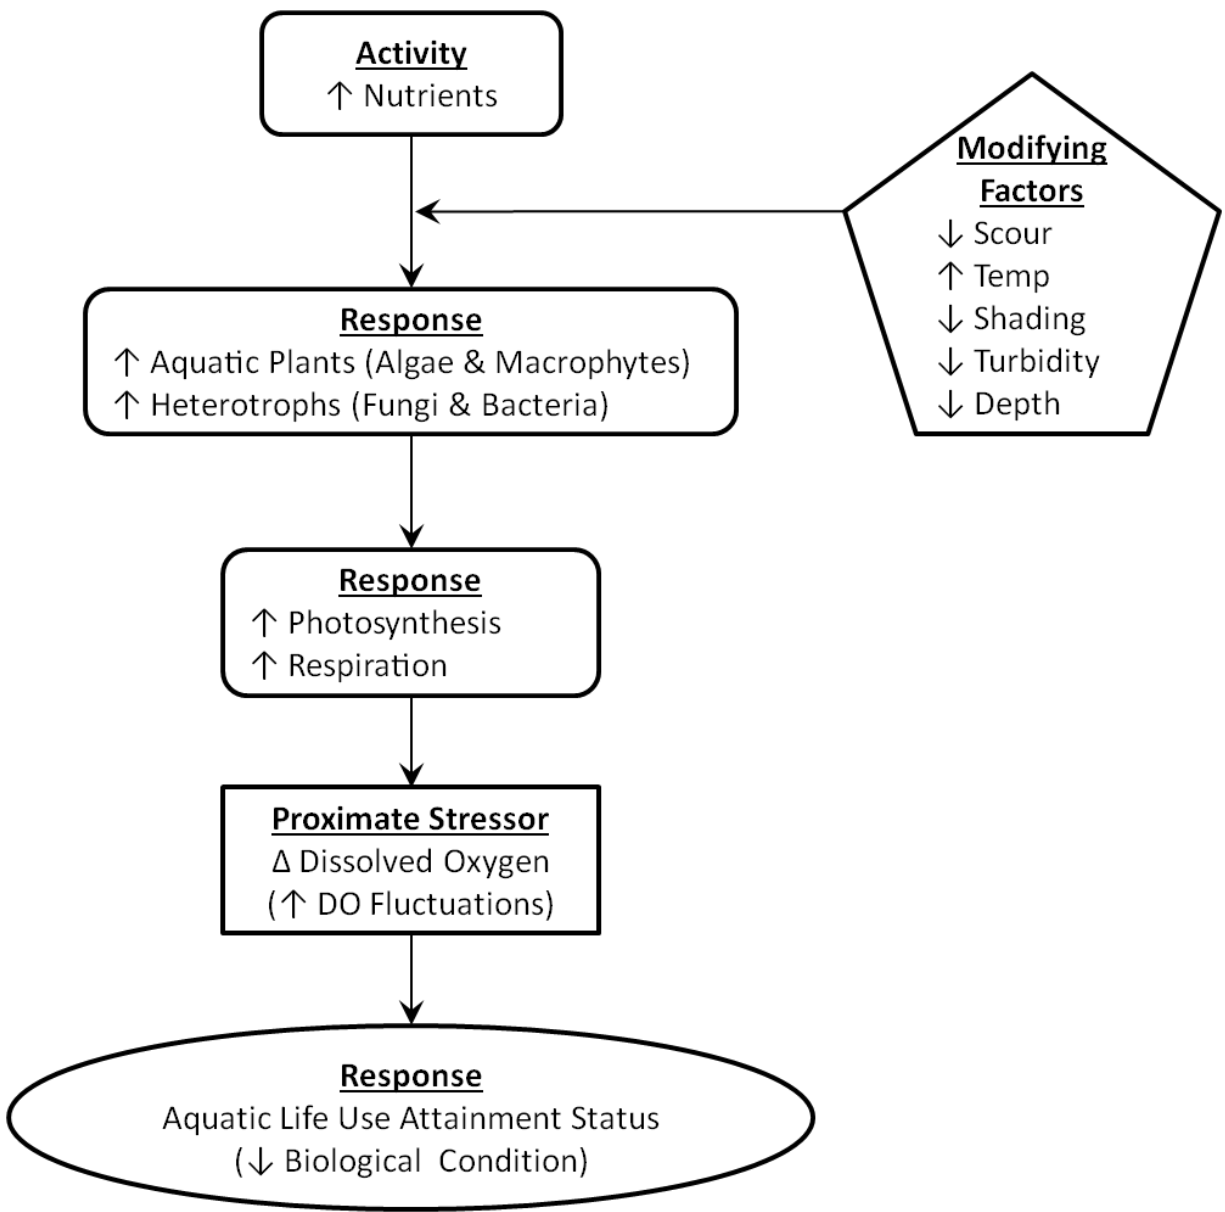 Activity
↑ Nutrients
Modifying
Factors
↓ Scour
↑ Temp
↓ Shading
↓ Turbidity
↓ Depth
Response
↑ Aquatic Plants (Algae & Macrophytes)
↑ Heterotrophs (Fungi & Bacteria)
Response
↑ Photosynthesis
↑ Respiration
Proximate Stressor
Δ Dissolved Oxygen
(↑ DO Fluctuations)
Response
Aquatic Life Use Attainment Status
(↓ Biological Condition)